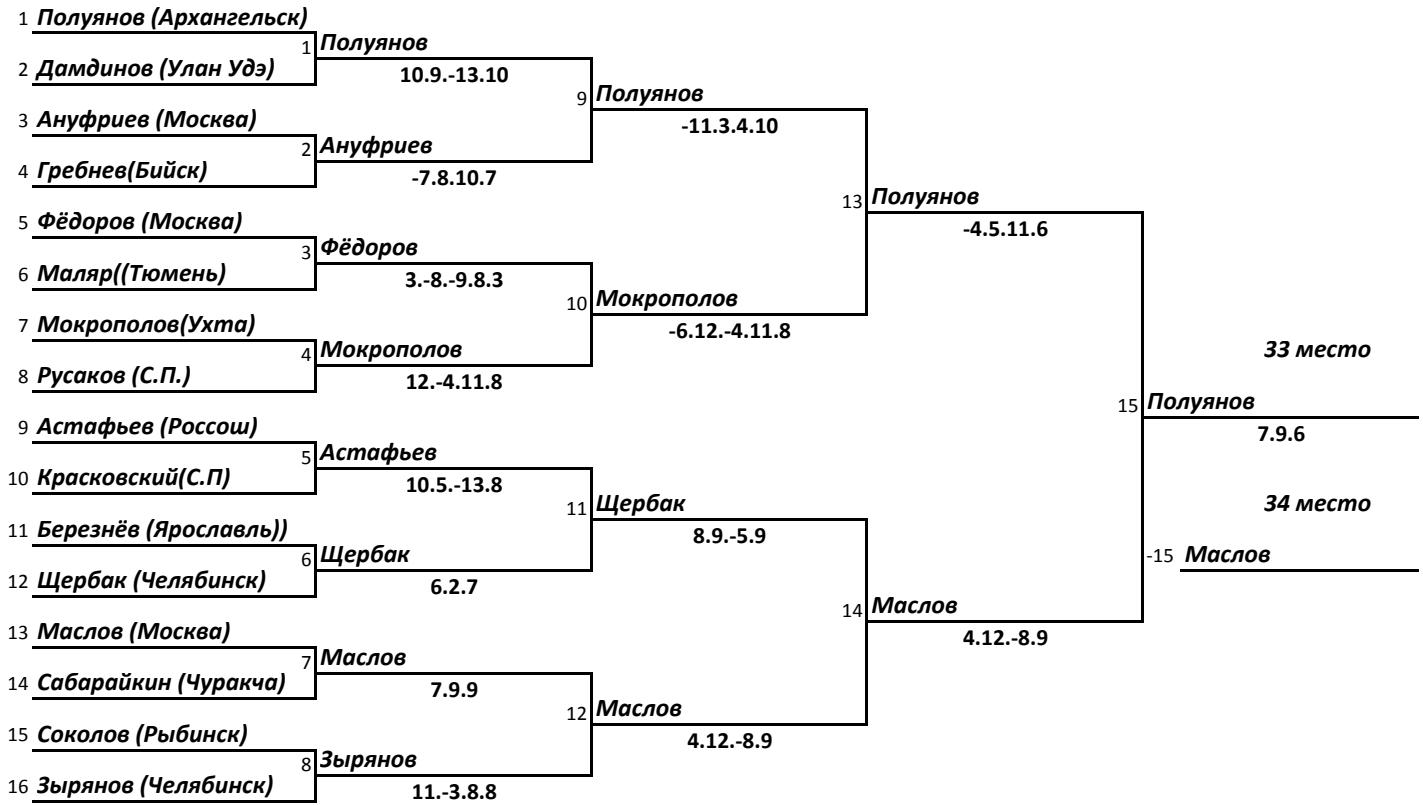 1 Полуянов (Архангельск)
1 Полуянов
2 Дамдинов (Улан Удэ)
10.9.-13.10
9 Полуянов
3 Ануфриев (Москва)
-11.3.4.10
2 Ануфриев
4 Гребнев(Бийск)
-7.8.10.7
13 Полуянов
5 Фёдоров (Москва)
-4.5.11.6
3 Фёдоров
6 Маляр((Тюмень)
3.-8.-9.8.3
10 Мокрополов
7 Мокрополов(Ухта)
-6.12.-4.11.8
4 Мокрополов
33 место
8 Русаков (С.П.)
12.-4.11.8
15 Полуянов
9 Астафьев (Россош)
7.9.6
5 Астафьев
10 Красковский(С.П)
10.5.-13.8
11 Щербак
34 место
11 Березнёв (Ярославль))
8.9.-5.9
6 Щербак
-15 Маслов
12 Щербак (Челябинск)
6.2.7
14 Маслов
13 Маслов (Москва)
4.12.-8.9
7 Маслов
14 Сабарайкин (Чуракча)
7.9.9
12 Маслов
15 Соколов (Рыбинск)
4.12.-8.9
8 Зырянов
16 Зырянов (Челябинск)
11.-3.8.8